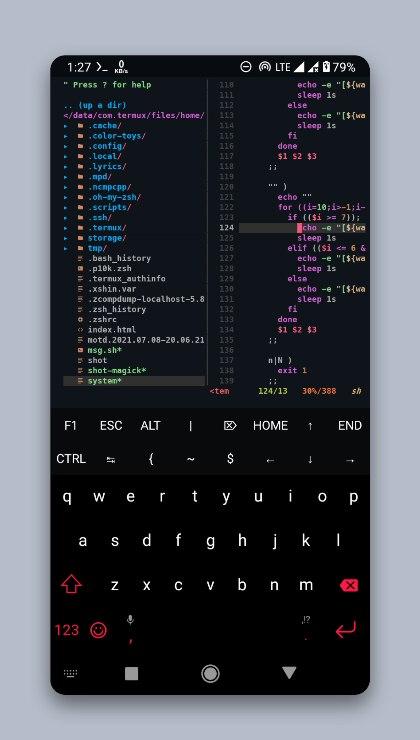 1:27 0 KB/s LTE 79%
" Press ? for help
.. (up a dir)
</data/com.termux/files/home/
.cache/
.color-toys/
.config/
.local/
.lyrics/
.mpd/
.ncmpcpp/
.oh-my-zsh/
.scripts/
.ssh/
.termux/
storage/
tmp/
.bash_history
.p10k.zsh
.termux_authinfo
.xshin.var
.zcompdump-localhost-5.8
.zsh_history
.zshrc
index.html
motd.2021.07.08-20.06.21
msg.sh*
shot
shot-magick*
system*
110 echo -e "[${wa
111 sleep 1s
112 else
113 echo -e "[${wa
114 sleep 1s
115 fi
116 done
117 $1 $2 $3
118 ;;
119
120 "" )
121 echo ""
122 for ((i=10;i>-1;i-
123 if (($i >= 7));
124 echo -e "[${wa
125 sleep 1s
126 elif (($i <= 6 &
127 echo -e "[${wa
128 sleep 1s
129 else
130 echo -e "[${wa
131 sleep 1s
132 fi
133 done
134 $1 $2 $3
135 ;;
136
137 n|N )
138 exit 1
139 ;;
<tem 124/13 30%/388 sh
F1 ESC ALT | ⌦ HOME ↑ END
CTRL ↹ { ~ $ ← ↓ →
q w e r t y u i o p
a s d f g h j k l
z x c v b n m
123 , ,!? .